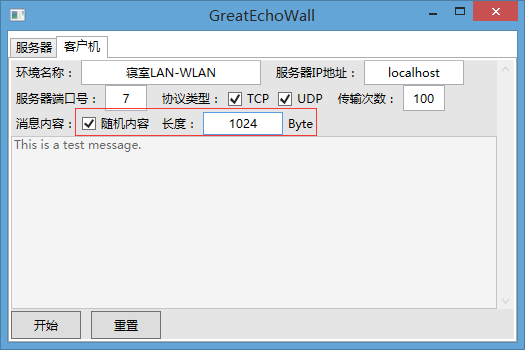 GreatEchoWall
服务器 客户机
环境名称： 寝室LAN-WLAN 服务器IP地址： localhost
服务器端口号： 7 协议类型： TCP UDP 传输次数： 100
消息内容： 随机内容 长度： 1024 Byte
This is a test message.
开始 重置